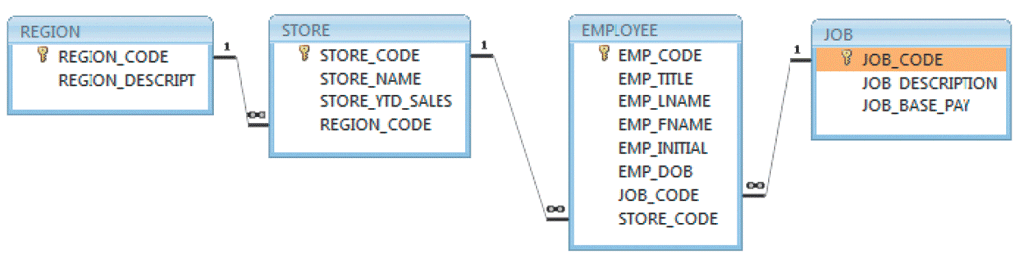 REGION
REGION_CODE
REGION_DESCRIPT
1
∞
STORE
STORE_CODE
STORE_NAME
STORE_YTD_SALES
REGION_CODE
1
∞
EMPLOYEE
EMP_CODE
EMP_TITLE
EMP_LNAME
EMP_FNAME
EMP_INITIAL
EMP_DOB
JOB_CODE
STORE_CODE
∞
1
JOB
JOB_CODE
JOB_DESCRIPTION
JOB_BASE_PAY